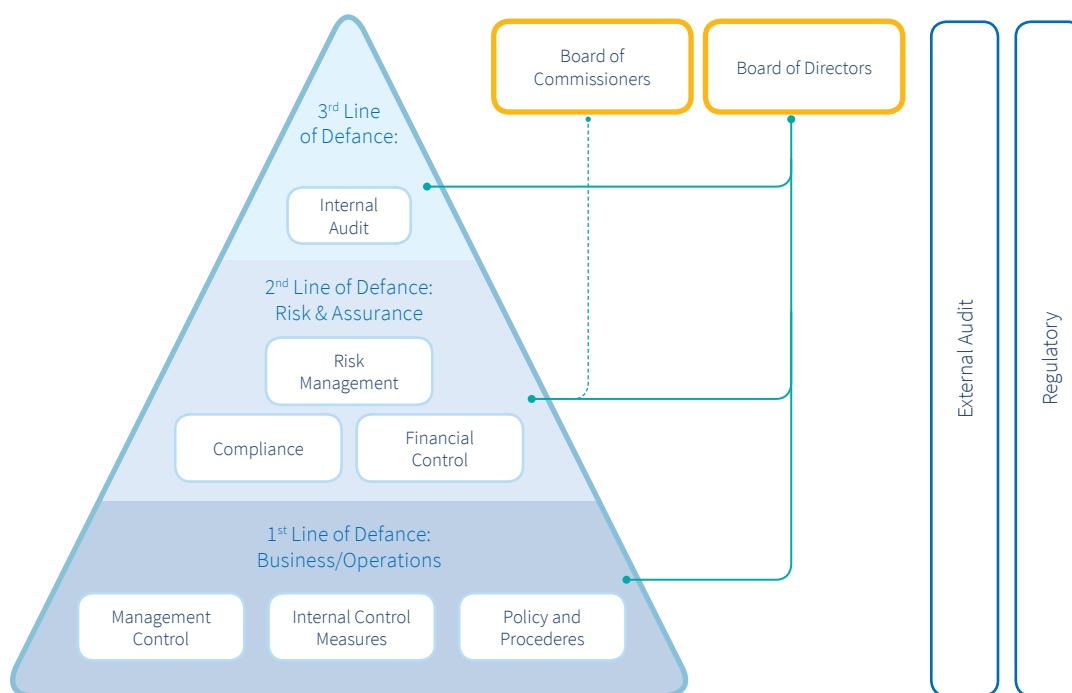 3rd Line
of Defance:
Internal
Audit
2nd Line of Defance:
Risk & Assurance
Risk
Management
Compliance
Financial
Control
1st Line of Defance:
Business/Operations
Management
Control
Internal Control
Measures
Policy and
Procederes
Board of
Commissioners
Board of Directors
External Audit
Regulatory